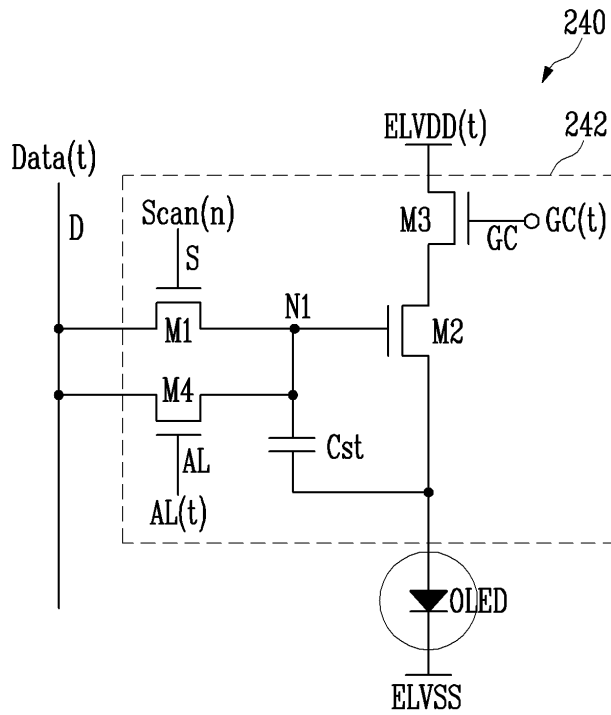 240
ELVDD(t)
242
Data(t)
Scan(n)
M3
GC
GC(t)
D
S
N1
M1
M2
M4
Cst
AL
AL(t)
OLED
ELVSS